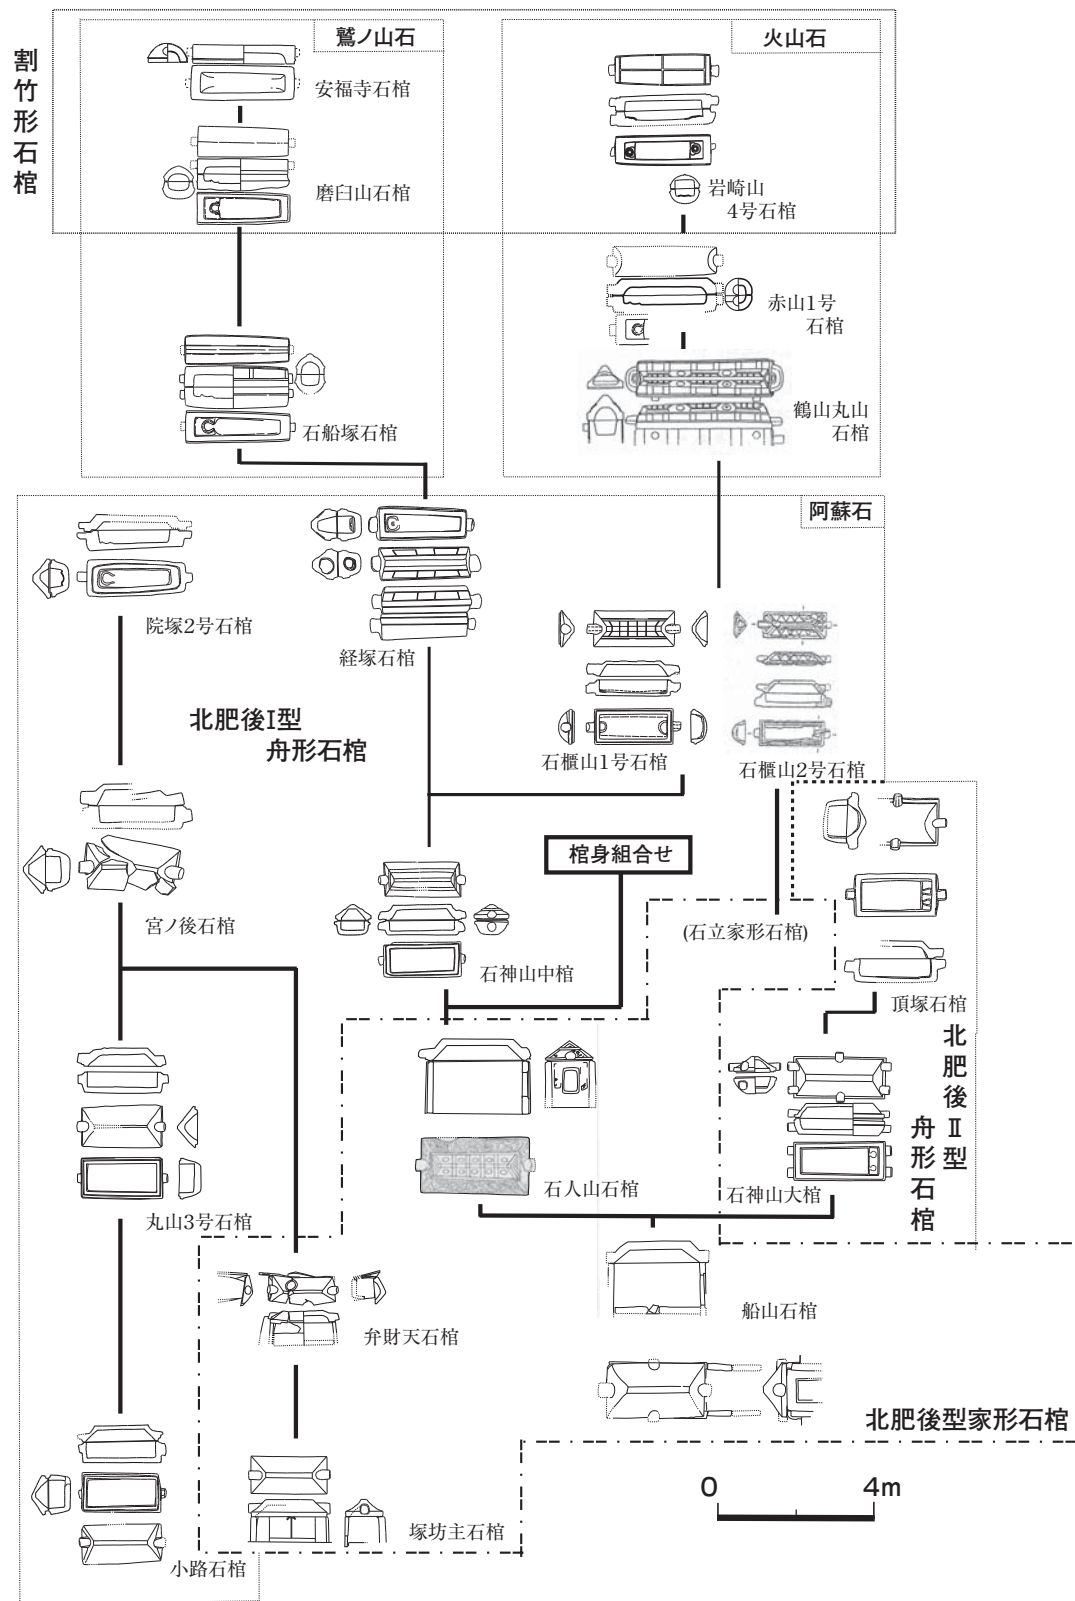 割竹形石棺
鷲ノ山石
火山石
安福寺石棺
磨臼山石棺
岩崎山
4号石棺
赤山1号
石棺
石船塚石棺
鶴山丸山
石棺
阿蘇石
院塚2号石棺
経塚石棺
石櫃山1号石棺
石櫃山2号石棺
北肥後I型
舟形石棺
棺身組合せ
宮ノ後石棺
石神山中棺
(石立家形石棺)
頂塚石棺
北肥後Ⅱ型
舟形石棺
石人山石棺
石神山大棺
丸山3号石棺
弁財天石棺
船山石棺
北肥後型家形石棺
0 4m
塚坊主石棺
小路石棺